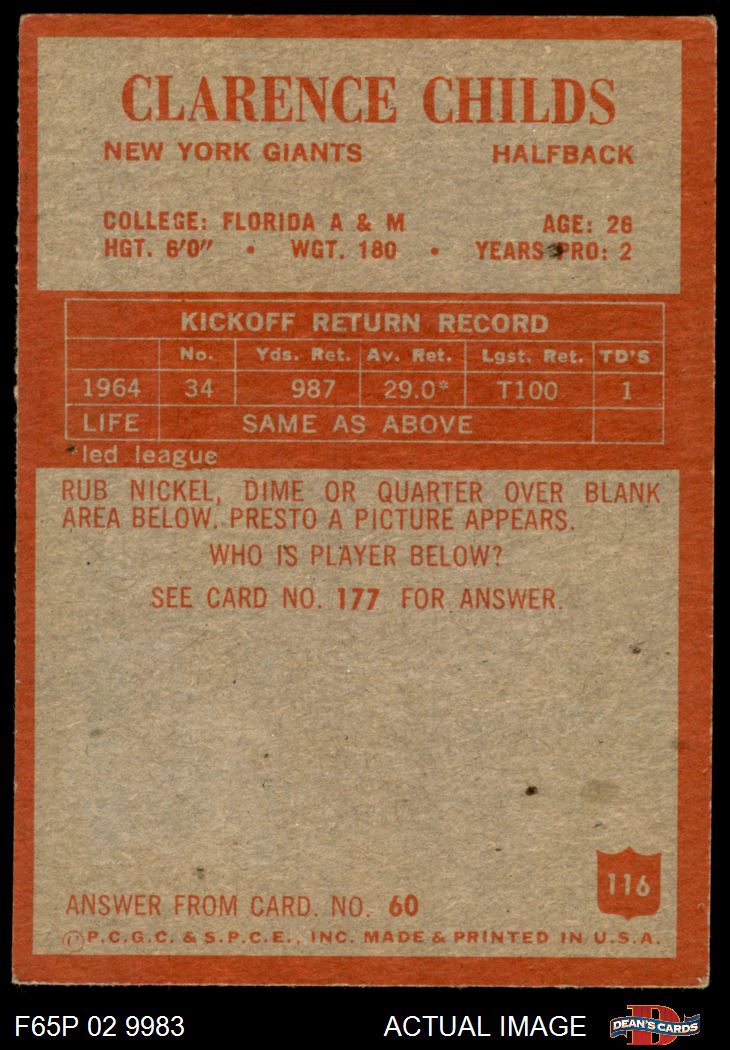 CLARENCE CHILDS
NEW YORK GIANTS HALFBACK
COLLEGE: FLORIDA A & M AGE: 26
HGT. 6'0" • WGT. 180 • YEARS PRO: 2
KICKOFF RETURN RECORD
No. Yds. Ret. Av. Ret. Lgst. Ret. TD'S
1964 34 987 29.0* T100 1
LIFE SAME AS ABOVE
*led league
RUB NICKEL, DIME OR QUARTER OVER BLANK
AREA BELOW. PRESTO A PICTURE APPEARS.
WHO IS PLAYER BELOW?
SEE CARD NO. 177 FOR ANSWER.
116
ANSWER FROM CARD. NO. 60
©P.C.G.C. & S.P.C.E., INC. MADE & PRINTED IN U.S.A.
F65P 02 9983 ACTUAL IMAGE DEAN'S CARDS